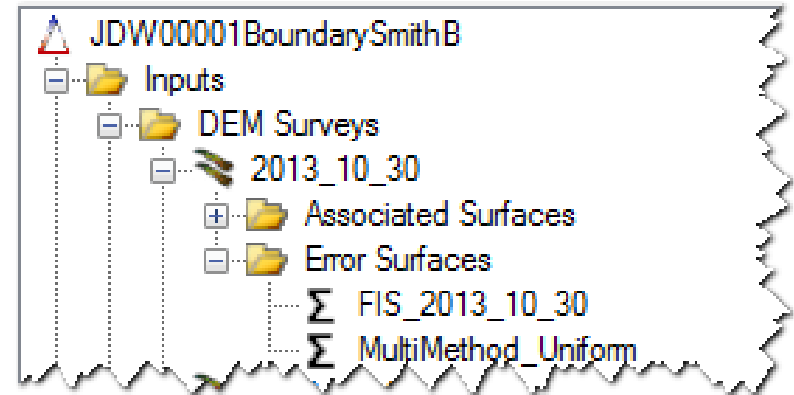 JDW00001BoundarySmithB
Inputs
DEM Surveys
2013_10_30
Associated Surfaces
Error Surfaces
Σ FIS_2013_10_30
Σ MultiMethod_Uniform